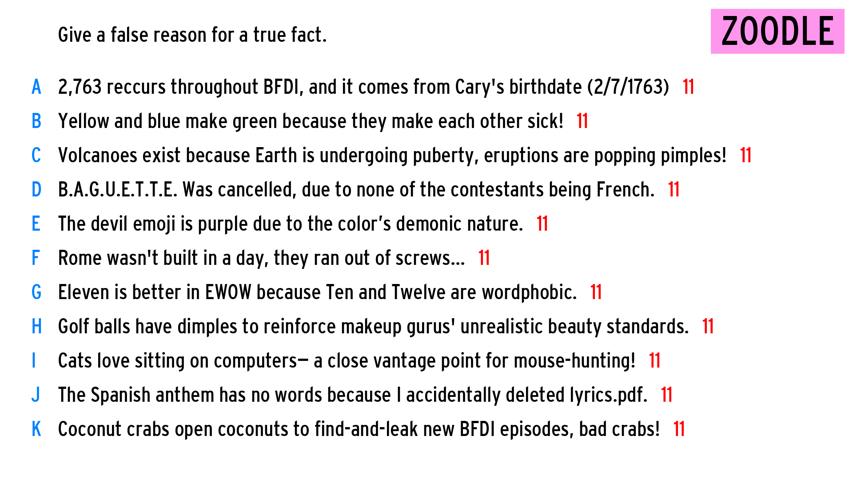 Give a false reason for a true fact.
ZOODLE
A 2,763 reccurs throughout BFDI, and it comes from Cary's birthdate (2/7/1763) 11
B Yellow and blue make green because they make each other sick! 11
C Volcanoes exist because Earth is undergoing puberty, eruptions are popping pimples! 11
D B.A.G.U.E.T.T.E. Was cancelled, due to none of the contestants being French. 11
E The devil emoji is purple due to the color’s demonic nature. 11
F Rome wasn't built in a day, they ran out of screws... 11
G Eleven is better in EWOW because Ten and Twelve are wordphobic. 11
H Golf balls have dimples to reinforce makeup gurus' unrealistic beauty standards. 11
I Cats love sitting on computers— a close vantage point for mouse-hunting! 11
J The Spanish anthem has no words because I accidentally deleted lyrics.pdf. 11
K Coconut crabs open coconuts to find-and-leak new BFDI episodes, bad crabs! 11